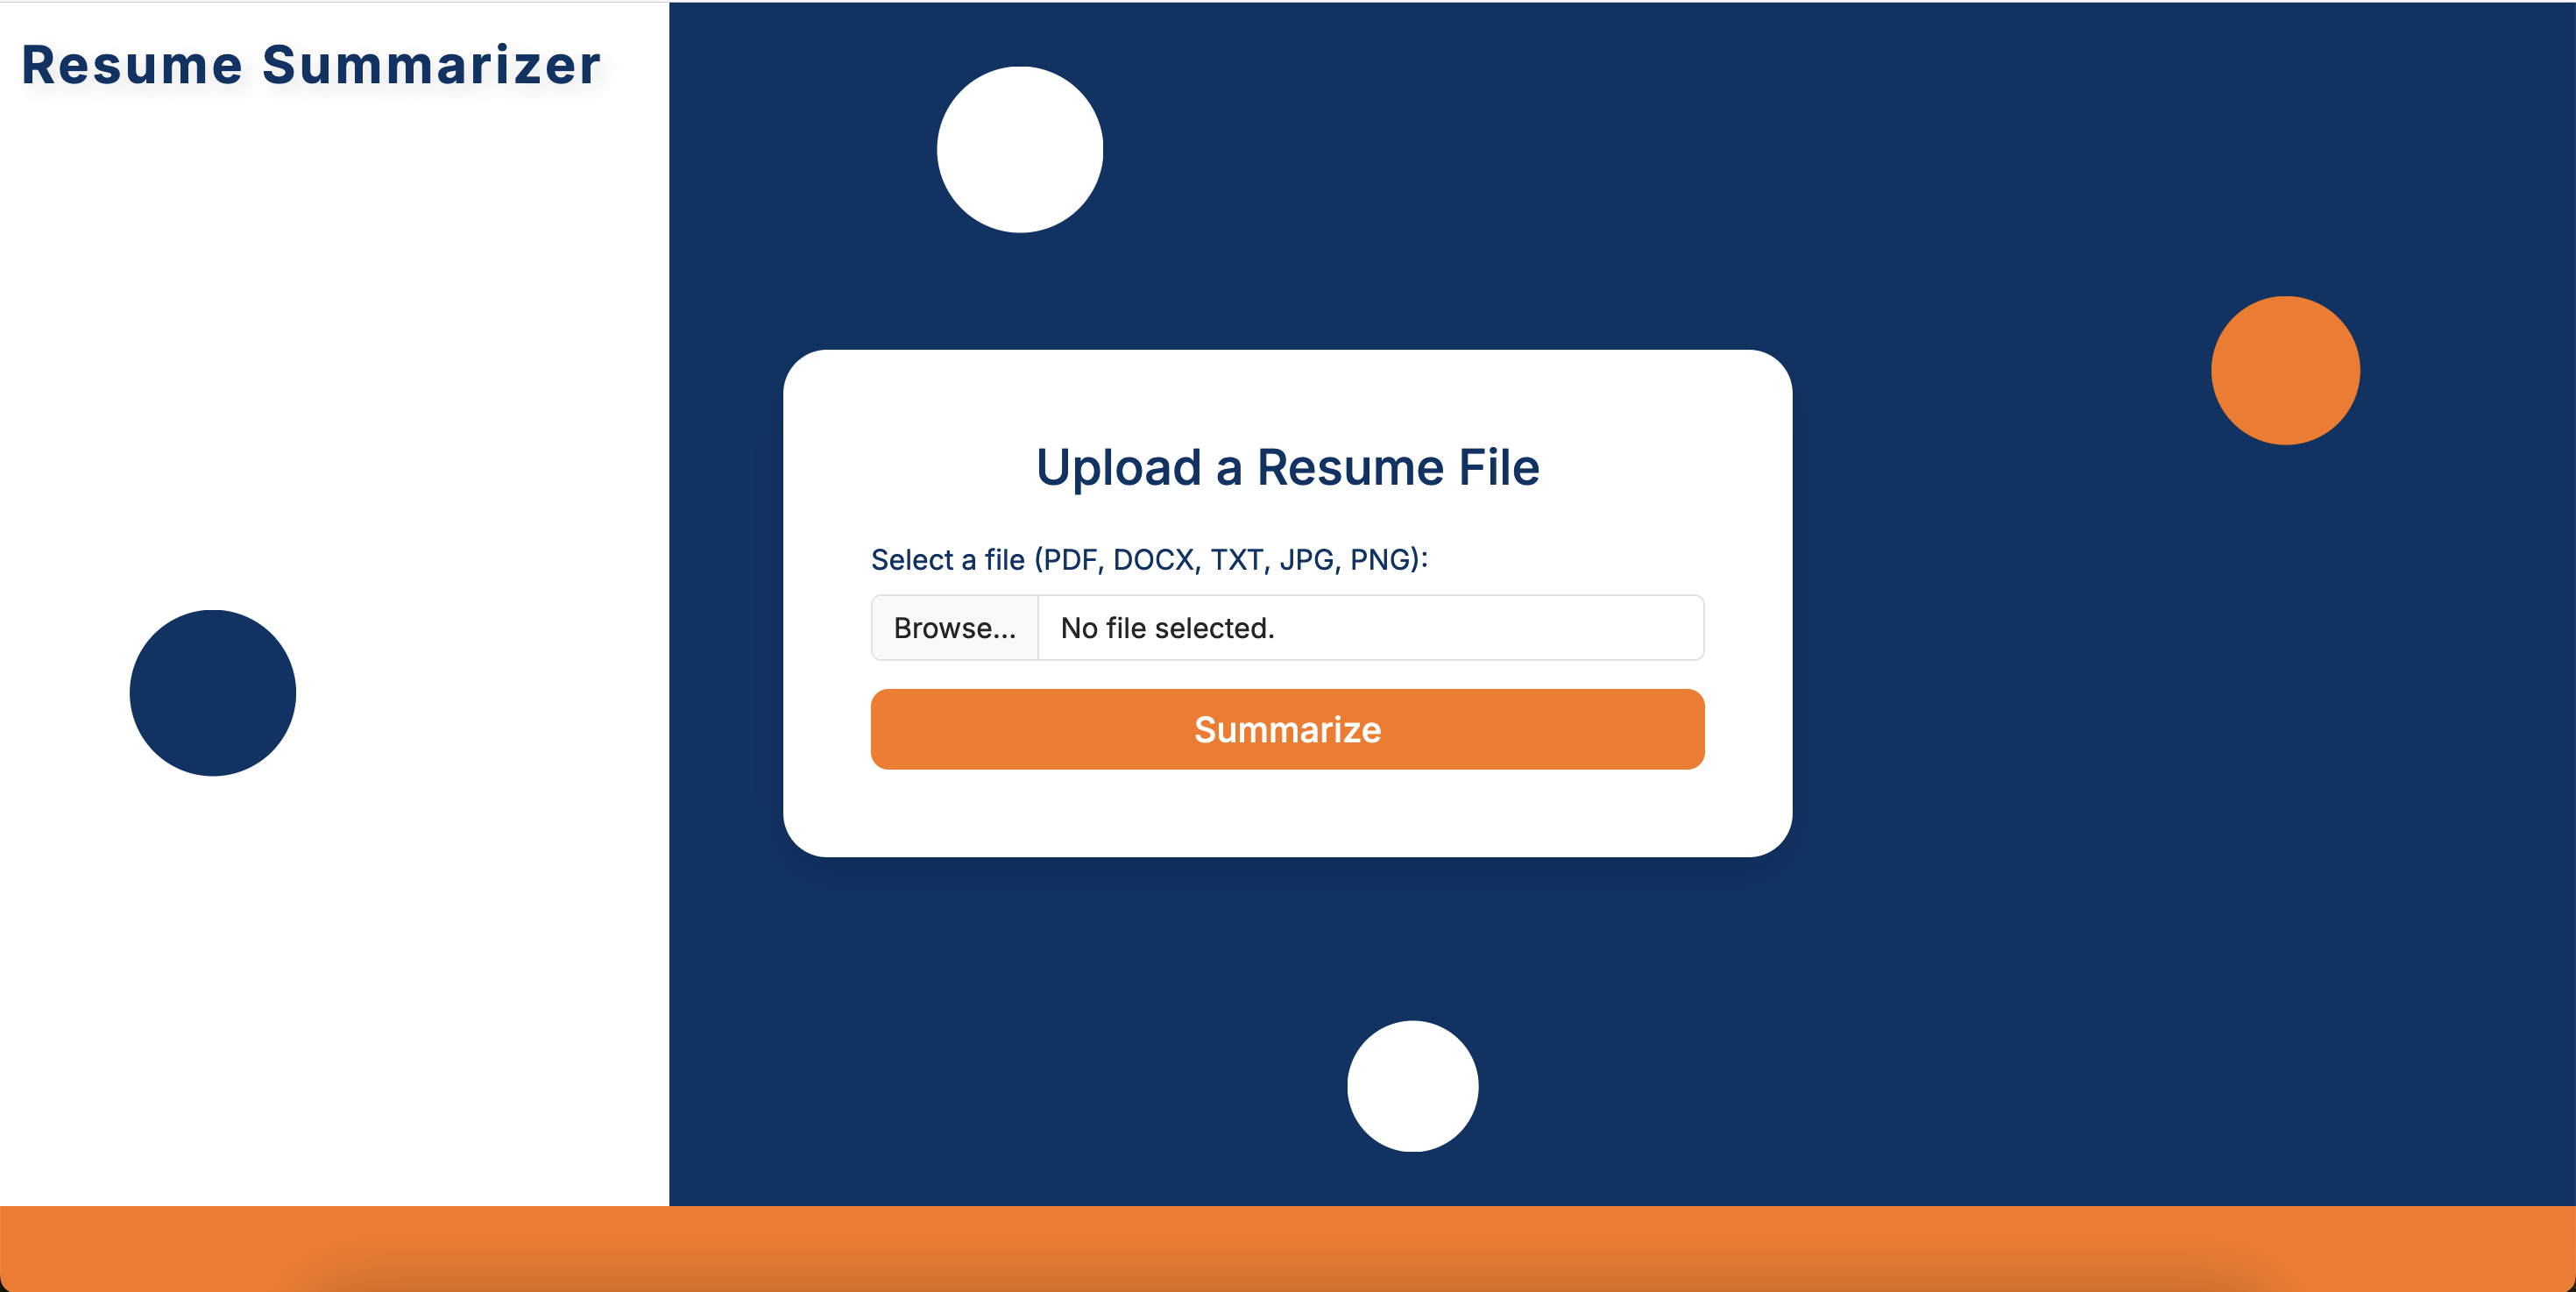 Resume Summarizer
Upload a Resume File
Select a file (PDF, DOCX, TXT, JPG, PNG):
Browse... No file selected.
Summarize